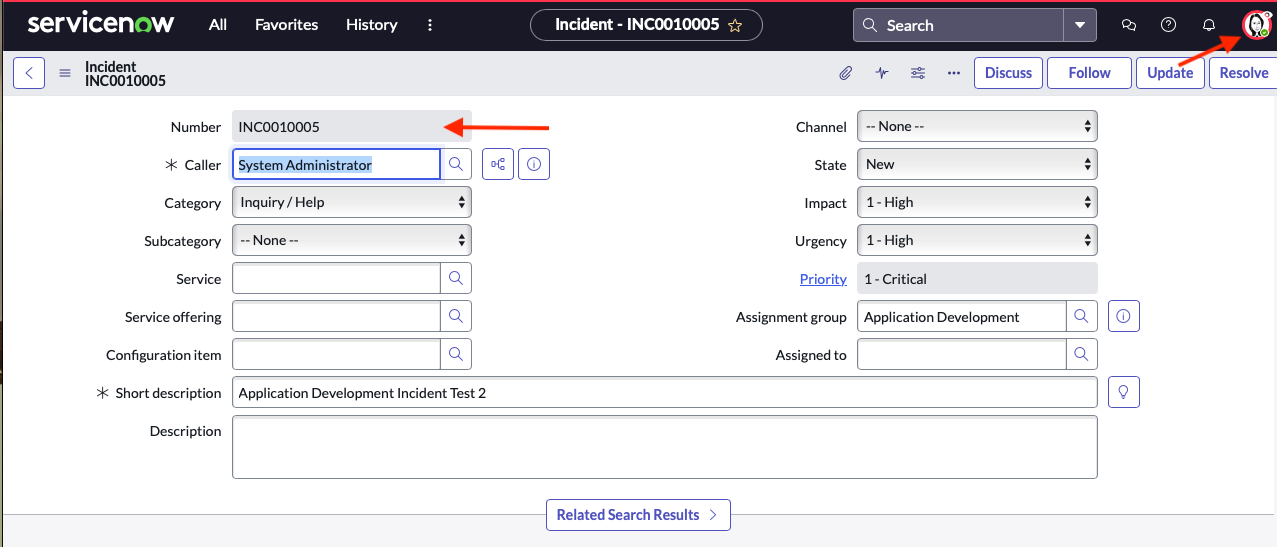 servicenow All Favorites History Incident - INC0010005 Search
Incident
INC0010005
Discuss Follow Update Resolve
Number INC0010005 Channel -- None --
Caller System Administrator State New
Category Inquiry / Help Impact 1 - High
Subcategory -- None -- Urgency 1 - High
Service Priority 1 - Critical
Service offering Assignment group Application Development
Configuration item Assigned to
Short description Application Development Incident Test 2
Description
Related Search Results